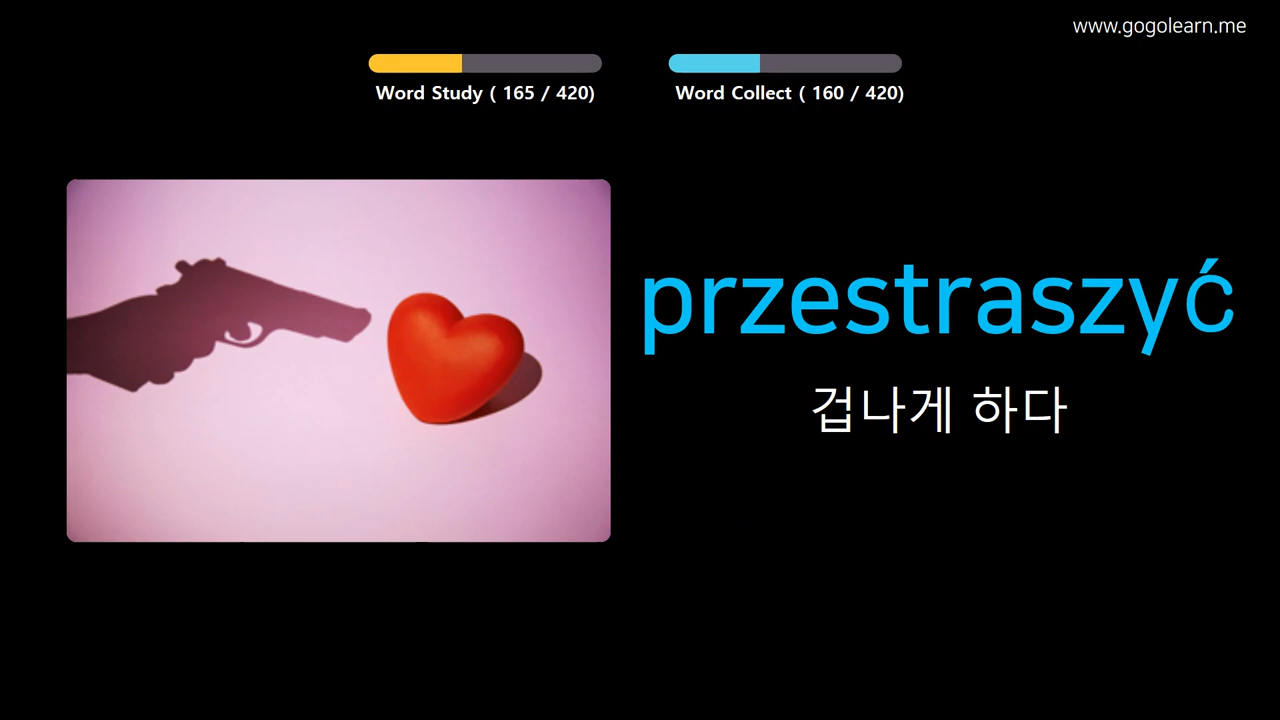 www.gogolearn.me
Word Study ( 165 / 420)
Word Collect ( 160 / 420)
przestraszyć
겁나게 하다